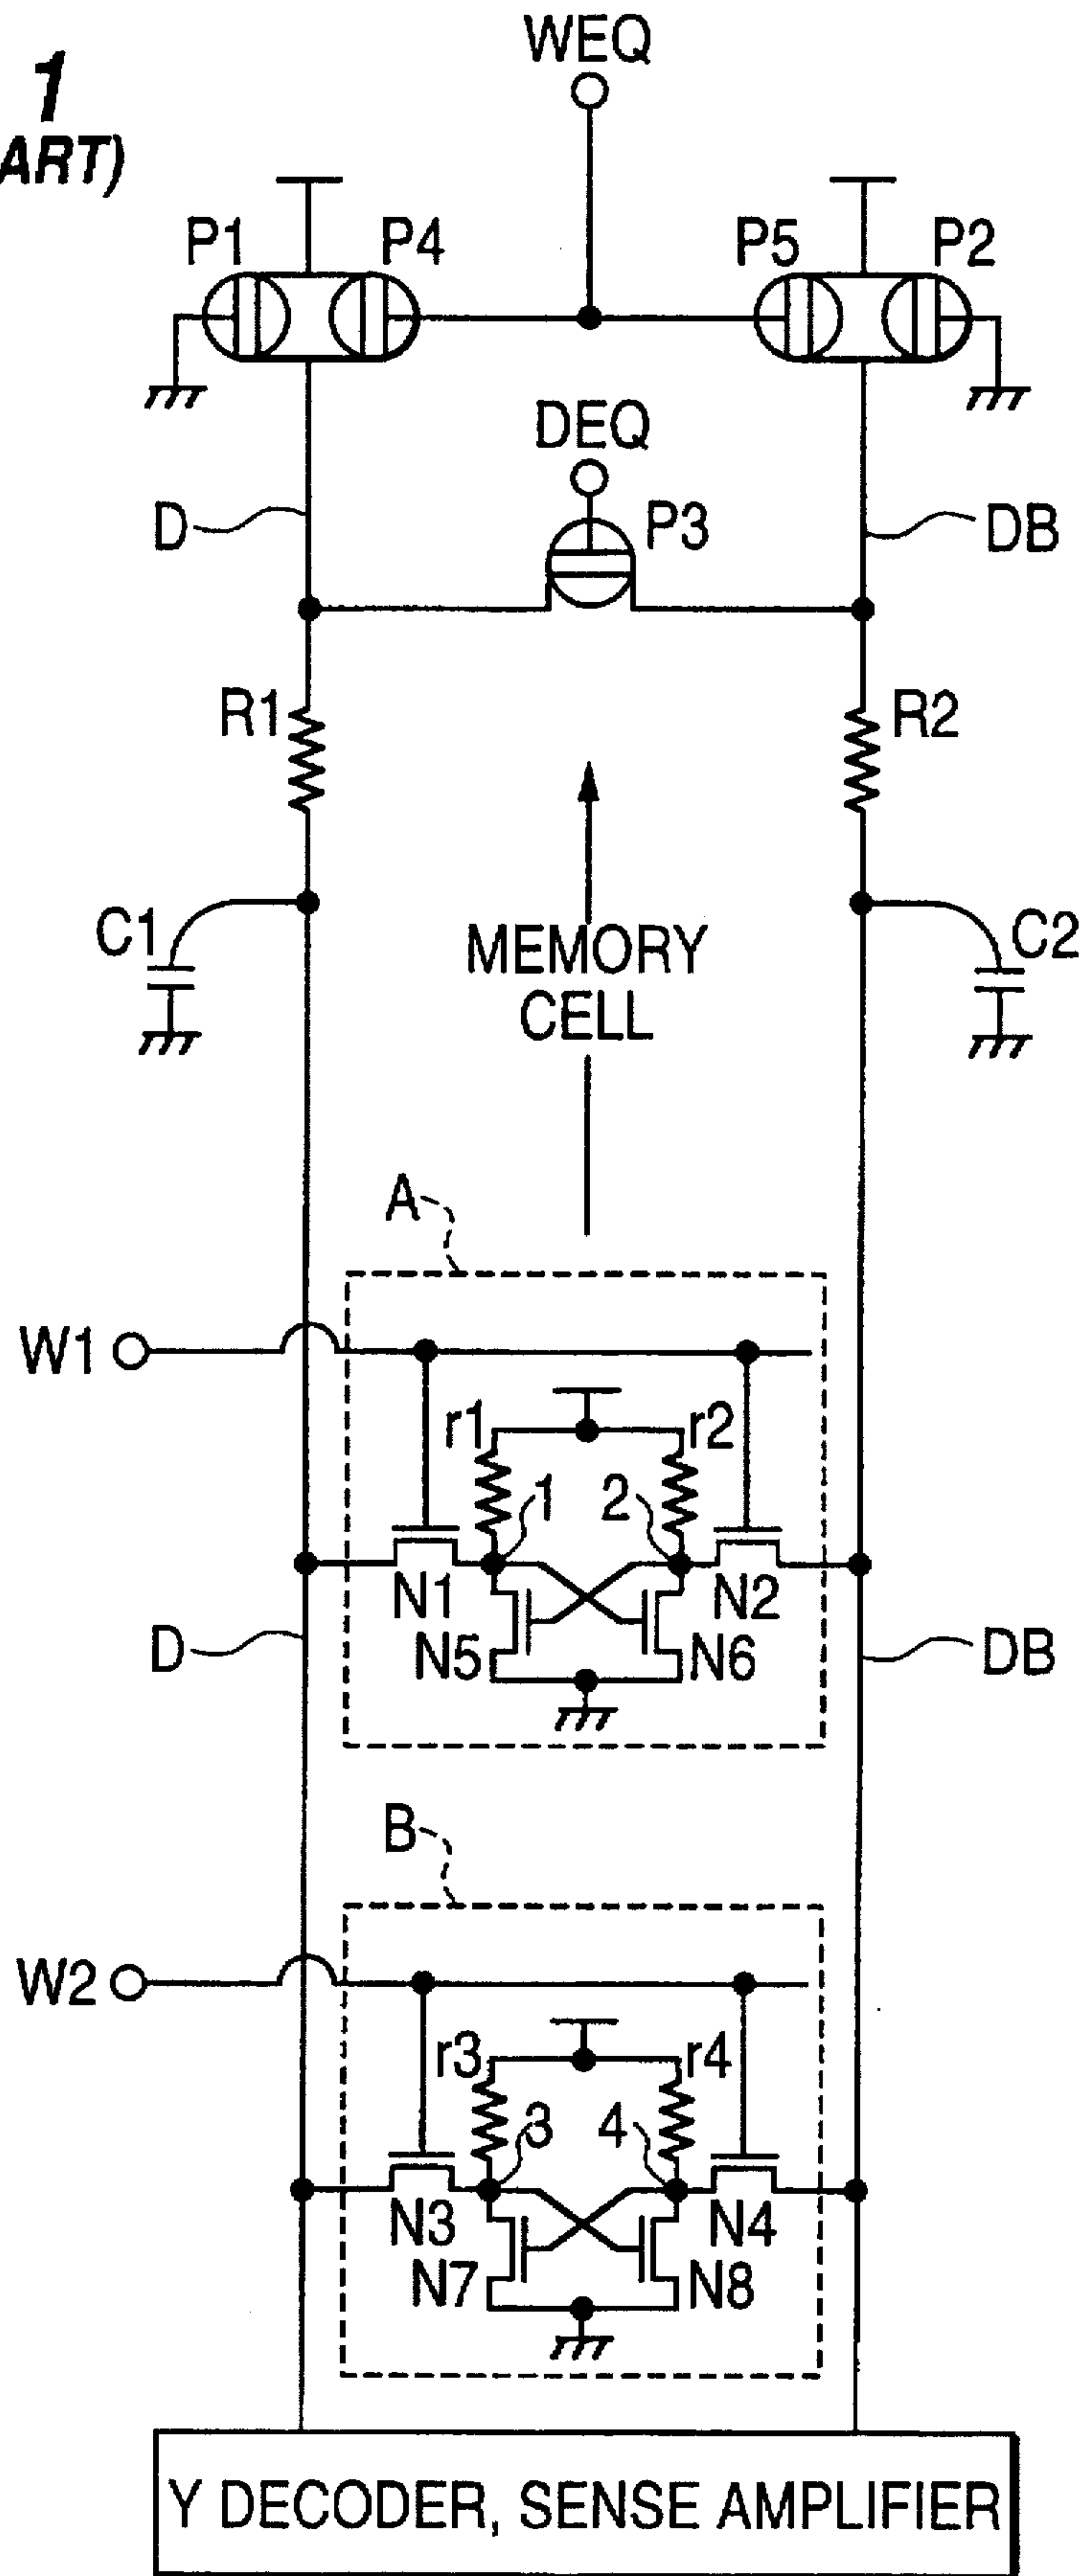 1
ART)
WEQ
P1
P4
P5
P2
DEQ
P3
D
DB
R1
R2
C1
C2
MEMORY
CELL
A
W1
r1
r2
1
2
N1
N2
N5
N6
D
DB
B
W2
r3
r4
3
4
N3
N4
N7
N8
Y DECODER, SENSE AMPLIFIER